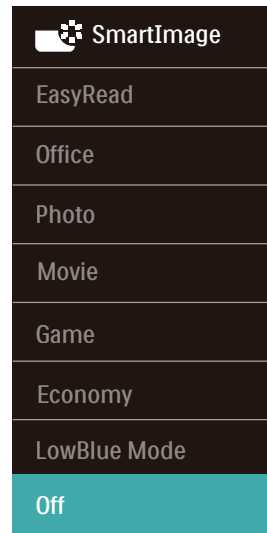 SmartImage
EasyRead
Office
Photo
Movie
Game
Economy
LowBlue Mode
Off